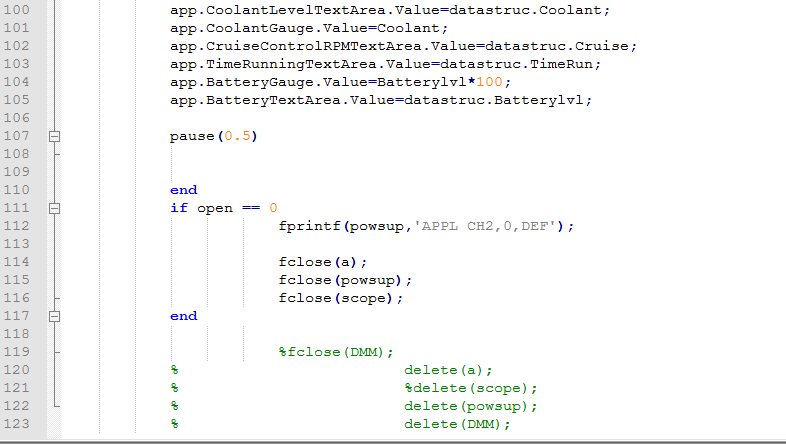 100 app.CoolantLevelTextArea.Value=datastruc.Coolant;
101 app.CoolantGauge.Value=Coolant;
102 app.CruiseControlRPMTextArea.Value=datastruc.Cruise;
103 app.TimeRunningTextArea.Value=datastruc.TimeRun;
104 app.BatteryGauge.Value=Batterylvl*100;
105 app.BatteryTextArea.Value=datastruc.Batterylvl;
106
107 pause(0.5)
108
109
110 end
111 if open == 0
112 fprintf(powsup,'APPL CH2,0,DEF');
113
114 fclose(a);
115 fclose(powsup);
116 fclose(scope);
117 end
118
119 %fclose(DMM);
120 % delete(a);
121 % %delete(scope);
122 % delete(powsup);
123 % delete(DMM);